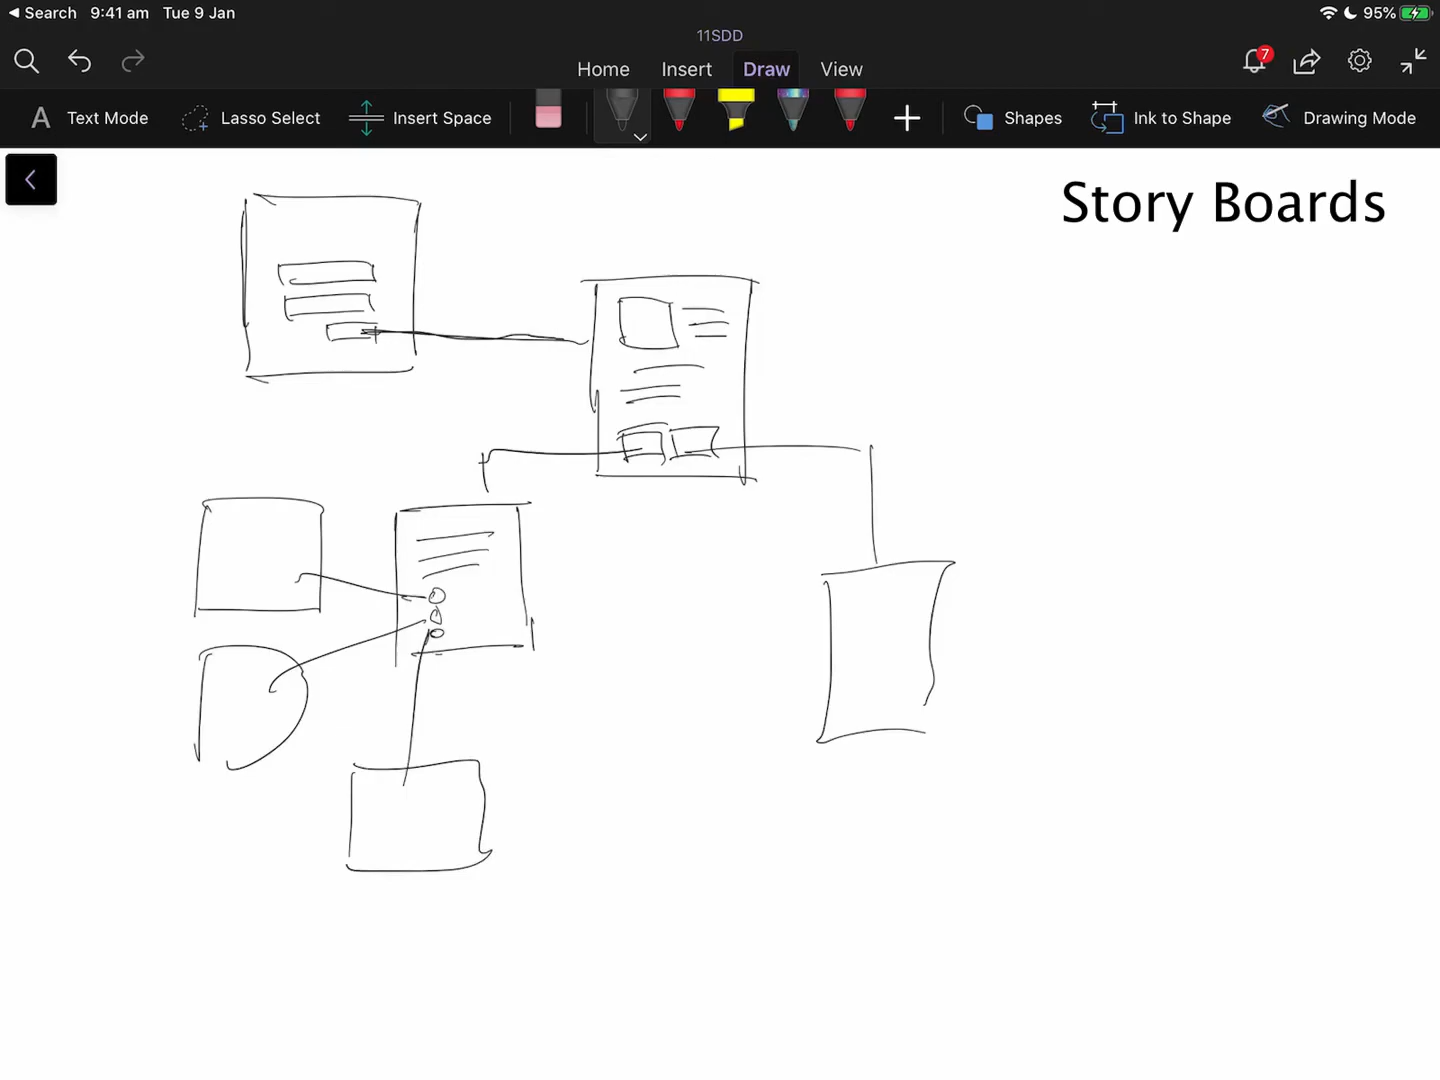 Search 9:41 am Tue 9 Jan 95%
11SDD
Home Insert Draw View 7
A Text Mode Lasso Select Insert Space Shapes Ink to Shape Drawing Mode
Story Boards